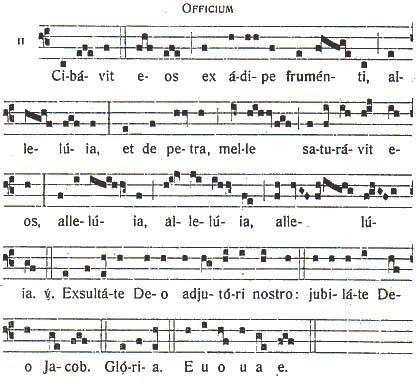 OFFICIUM
II
Ci-bá- vit e- os ex á-di- pe frumén- ti, al-
le- lú- ia, et de pe- tra, mel-le sa-tu-rá- vit e-
os, alle- lú- ia, al- le- lú- ia, alle- lú-
ia. ℣. Exsultá-te De- o adju- tó-ri nostro: jubi-lá-te De-
o Ja- cob. Gló-ri- a. E u o u a e.